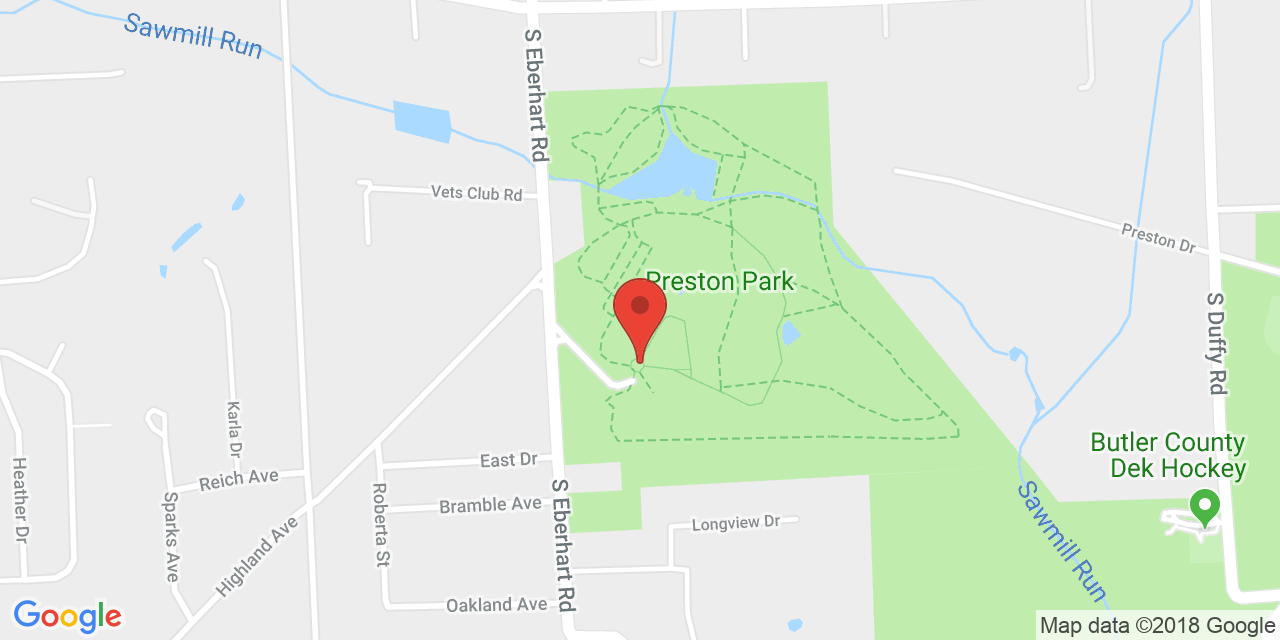 Sawmill Run
S Eberhart Rd
Vets Club Rd
Preston Dr
Preston Park
S Duffy Rd
Karla Dr
Butler County
Dek Hockey
Heather Dr
Reich Ave
East Dr
Sparks Ave
Highland Ave
Roberta St
Bramble Ave
S Eberhart Rd
Longview Dr
Sawmill Run
Oakland Ave
Google
Map data ©2018 Google